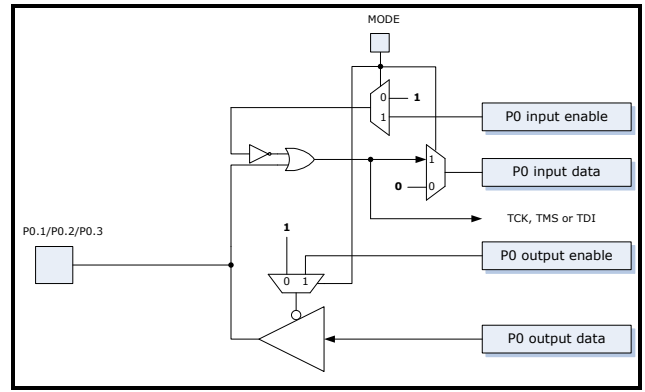 MODE
0
1
1
P0 input enable
1
0
0
P0 input data
TCK, TMS or TDI
P0.1/P0.2/P0.3
1
0 1
P0 output enable
P0 output data